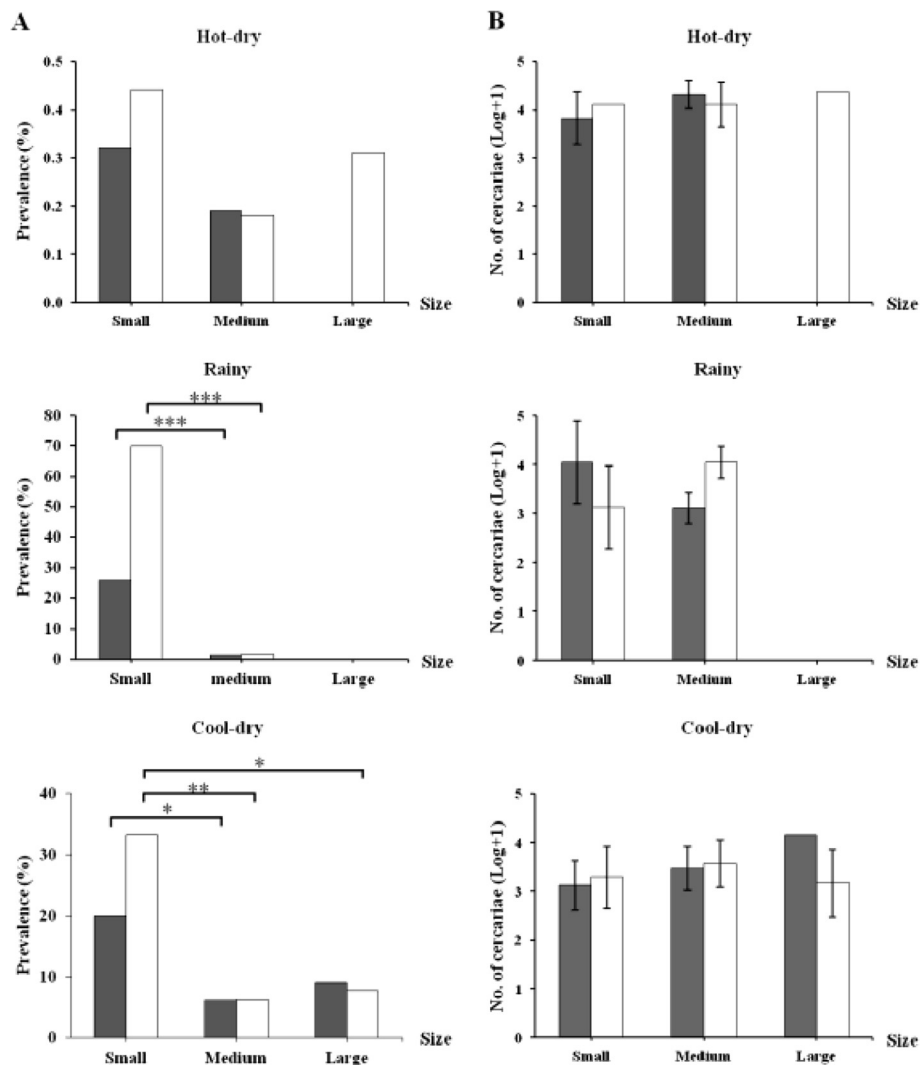 A
Hot-dry
Prevalence (%)
0.5
0.4
0.3
0.2
0.1
0.0
Small Medium Large Size
B
Hot-dry
No. of cercariae (Log+1)
5
4
3
2
1
0
Small Medium Large Size
Rainy
***
***
Prevalence (%)
80
70
60
50
40
30
20
10
0
Small medium Large Size
Rainy
No. of cercariae (Log+1)
5
4
3
2
1
0
Small Medium Large Size
Cool-dry
*
**
*
Prevalence (%)
40
30
20
10
0
Small Medium Large Size
Cool-dry
No. of cercariae (Log+1)
5
4
3
2
1
0
Small Medium Large Size